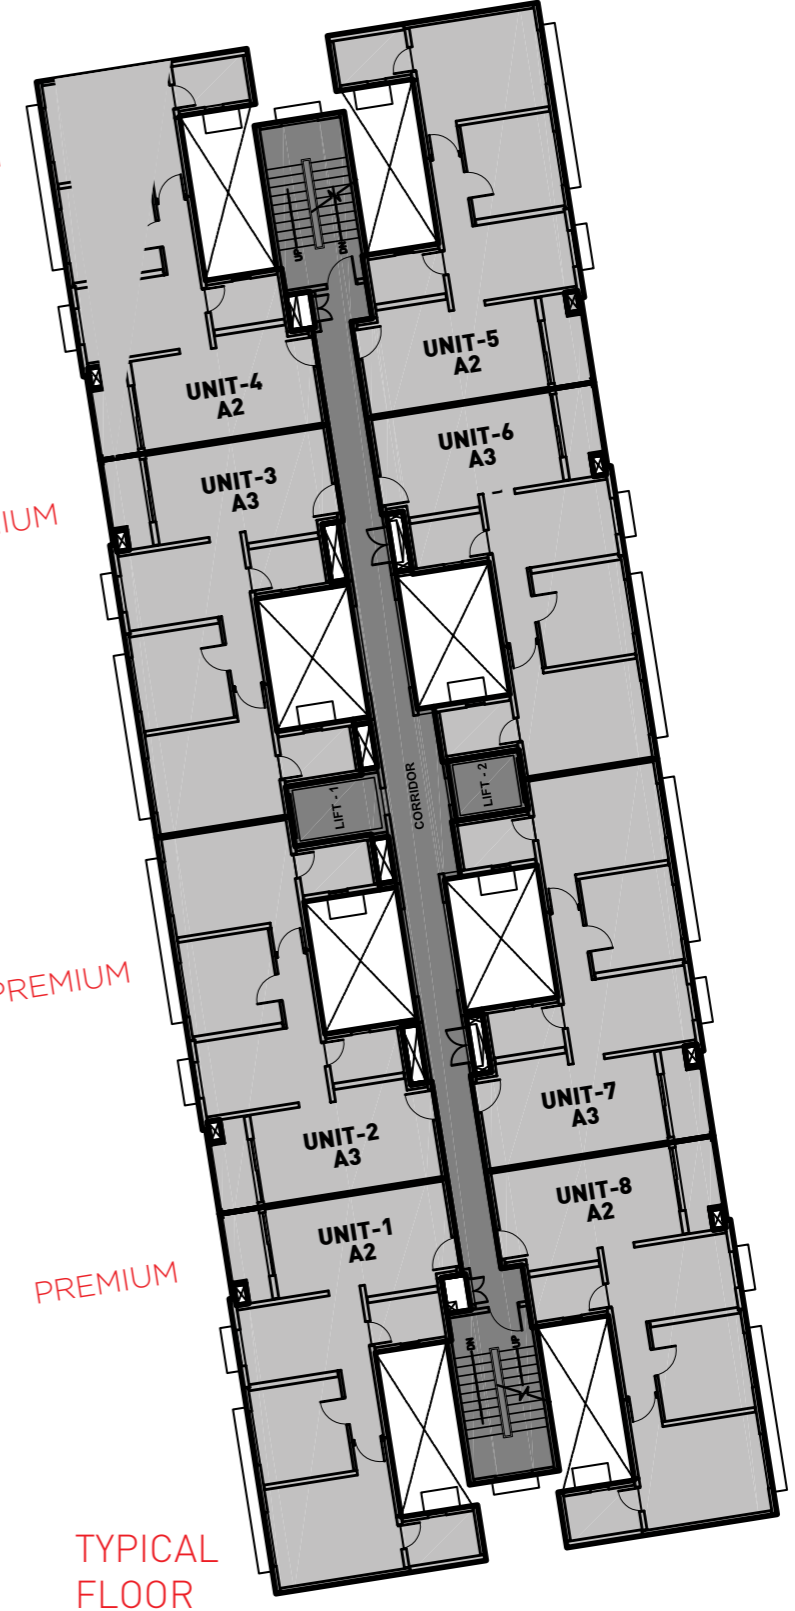 UP
DN
UNIT-5
A2
UNIT-4
A2
UNIT-6
A3
UNIT-3
A3
IUM
LIFT - 1
CORRIDOR
LIFT - 2
PREMIUM
UNIT-7
A3
UNIT-2
A3
UNIT-8
A2
UNIT-1
A2
PREMIUM
DN
UP
TYPICAL
FLOOR